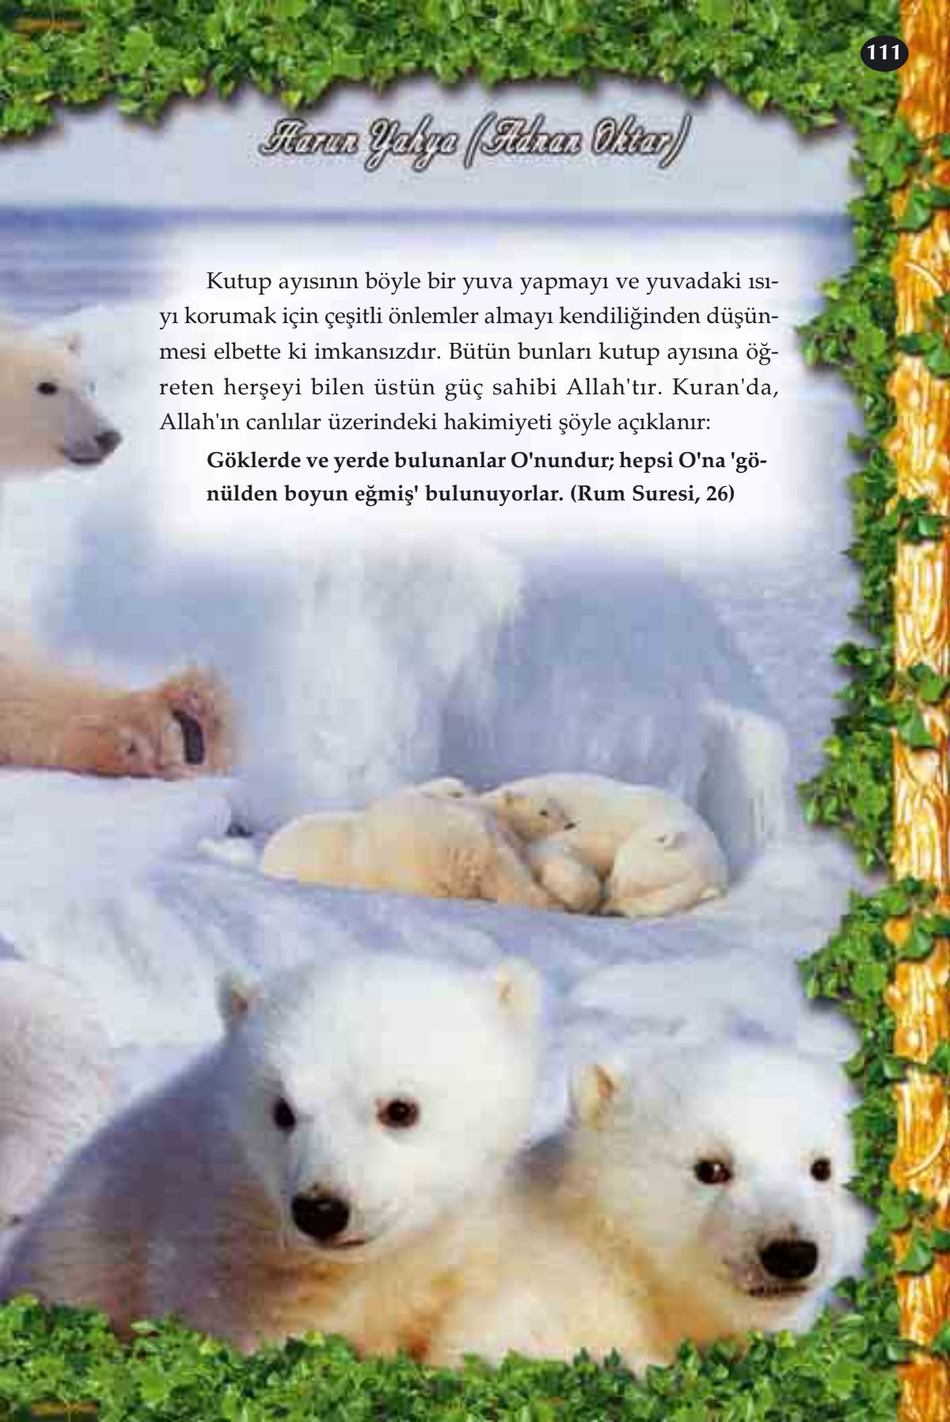 111
Harun Yahya (Adnan Oktar)
Kutup ayısının böyle bir yuva yapmayı ve yuvadaki ısı-
yı korumak için çeşitli önlemler almayı kendiliğinden düşün-
mesi elbette ki imkansızdır. Bütün bunları kutup ayısına öğ-
reten herşeyi bilen üstün güç sahibi Allah'tır. Kuran'da,
Allah'ın canlılar üzerindeki hakimiyeti şöyle açıklanır:
Göklerde ve yerde bulunanlar O'nundur; hepsi O'na 'gö-
nülden boyun eğmiş' bulunuyorlar. (Rum Suresi, 26)